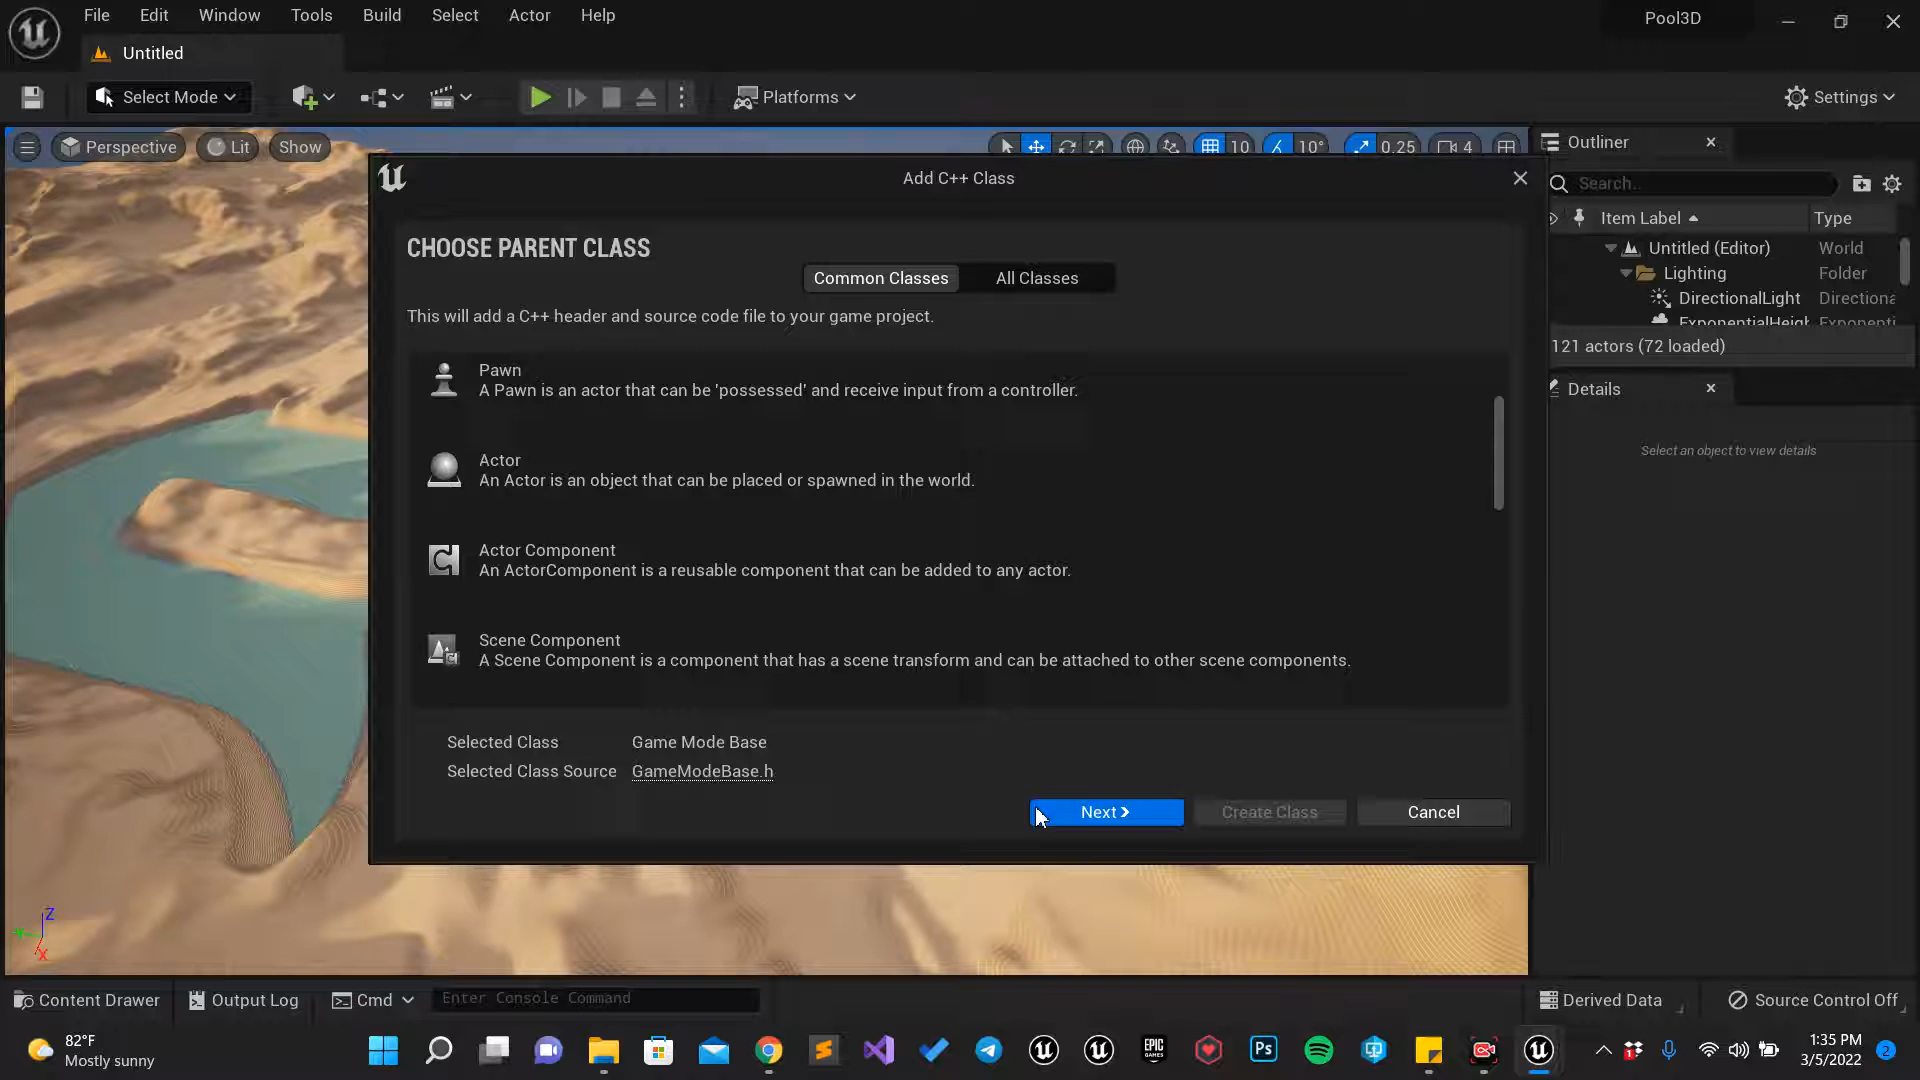 File Edit Window Tools Build Select Actor Help
Pool3D
Untitled
Select Mode
Platforms
Settings
Perspective
Lit
Show
10
10°
0.25
4
Outliner
Search...
Item Label
Type
Untitled (Editor) World
Lighting Folder
DirectionalLight Directiona
ExponentialHeigh Exponenti
121 actors (72 loaded)
Details
Select an object to view details
Add C++ Class
CHOOSE PARENT CLASS
Common Classes
All Classes
This will add a C++ header and source code file to your game project.
Pawn
A Pawn is an actor that can be 'possessed' and receive input from a controller.
Actor
An Actor is an object that can be placed or spawned in the world.
Actor Component
An ActorComponent is a reusable component that can be added to any actor.
Scene Component
A Scene Component is a component that has a scene transform and can be attached to other scene components.
Selected Class Game Mode Base
Selected Class Source GameModeBase.h
Next
Create Class
Cancel
Z
X
Content Drawer
Output Log
Cmd
Enter Console Command
Derived Data
Source Control Off
82°F
Mostly sunny
EPIC
GAMES
Ps
1
1:35 PM
3/5/2022
2